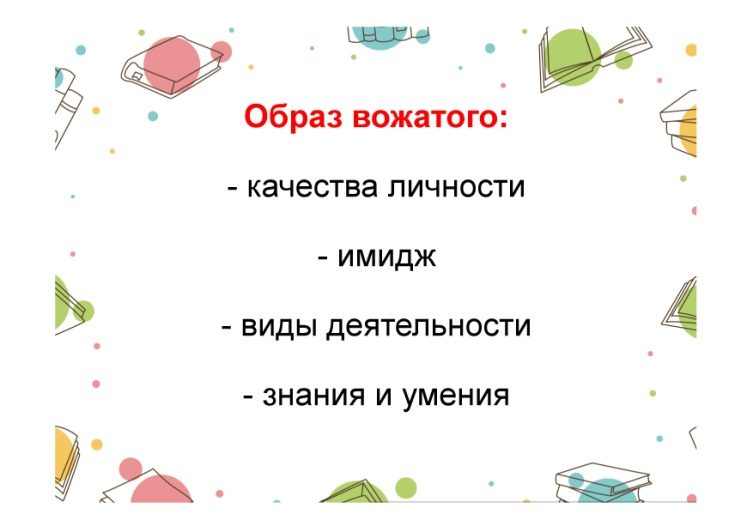 Образ вожатого:
- качества личности
- имидж
- виды деятельности
- знания и умения